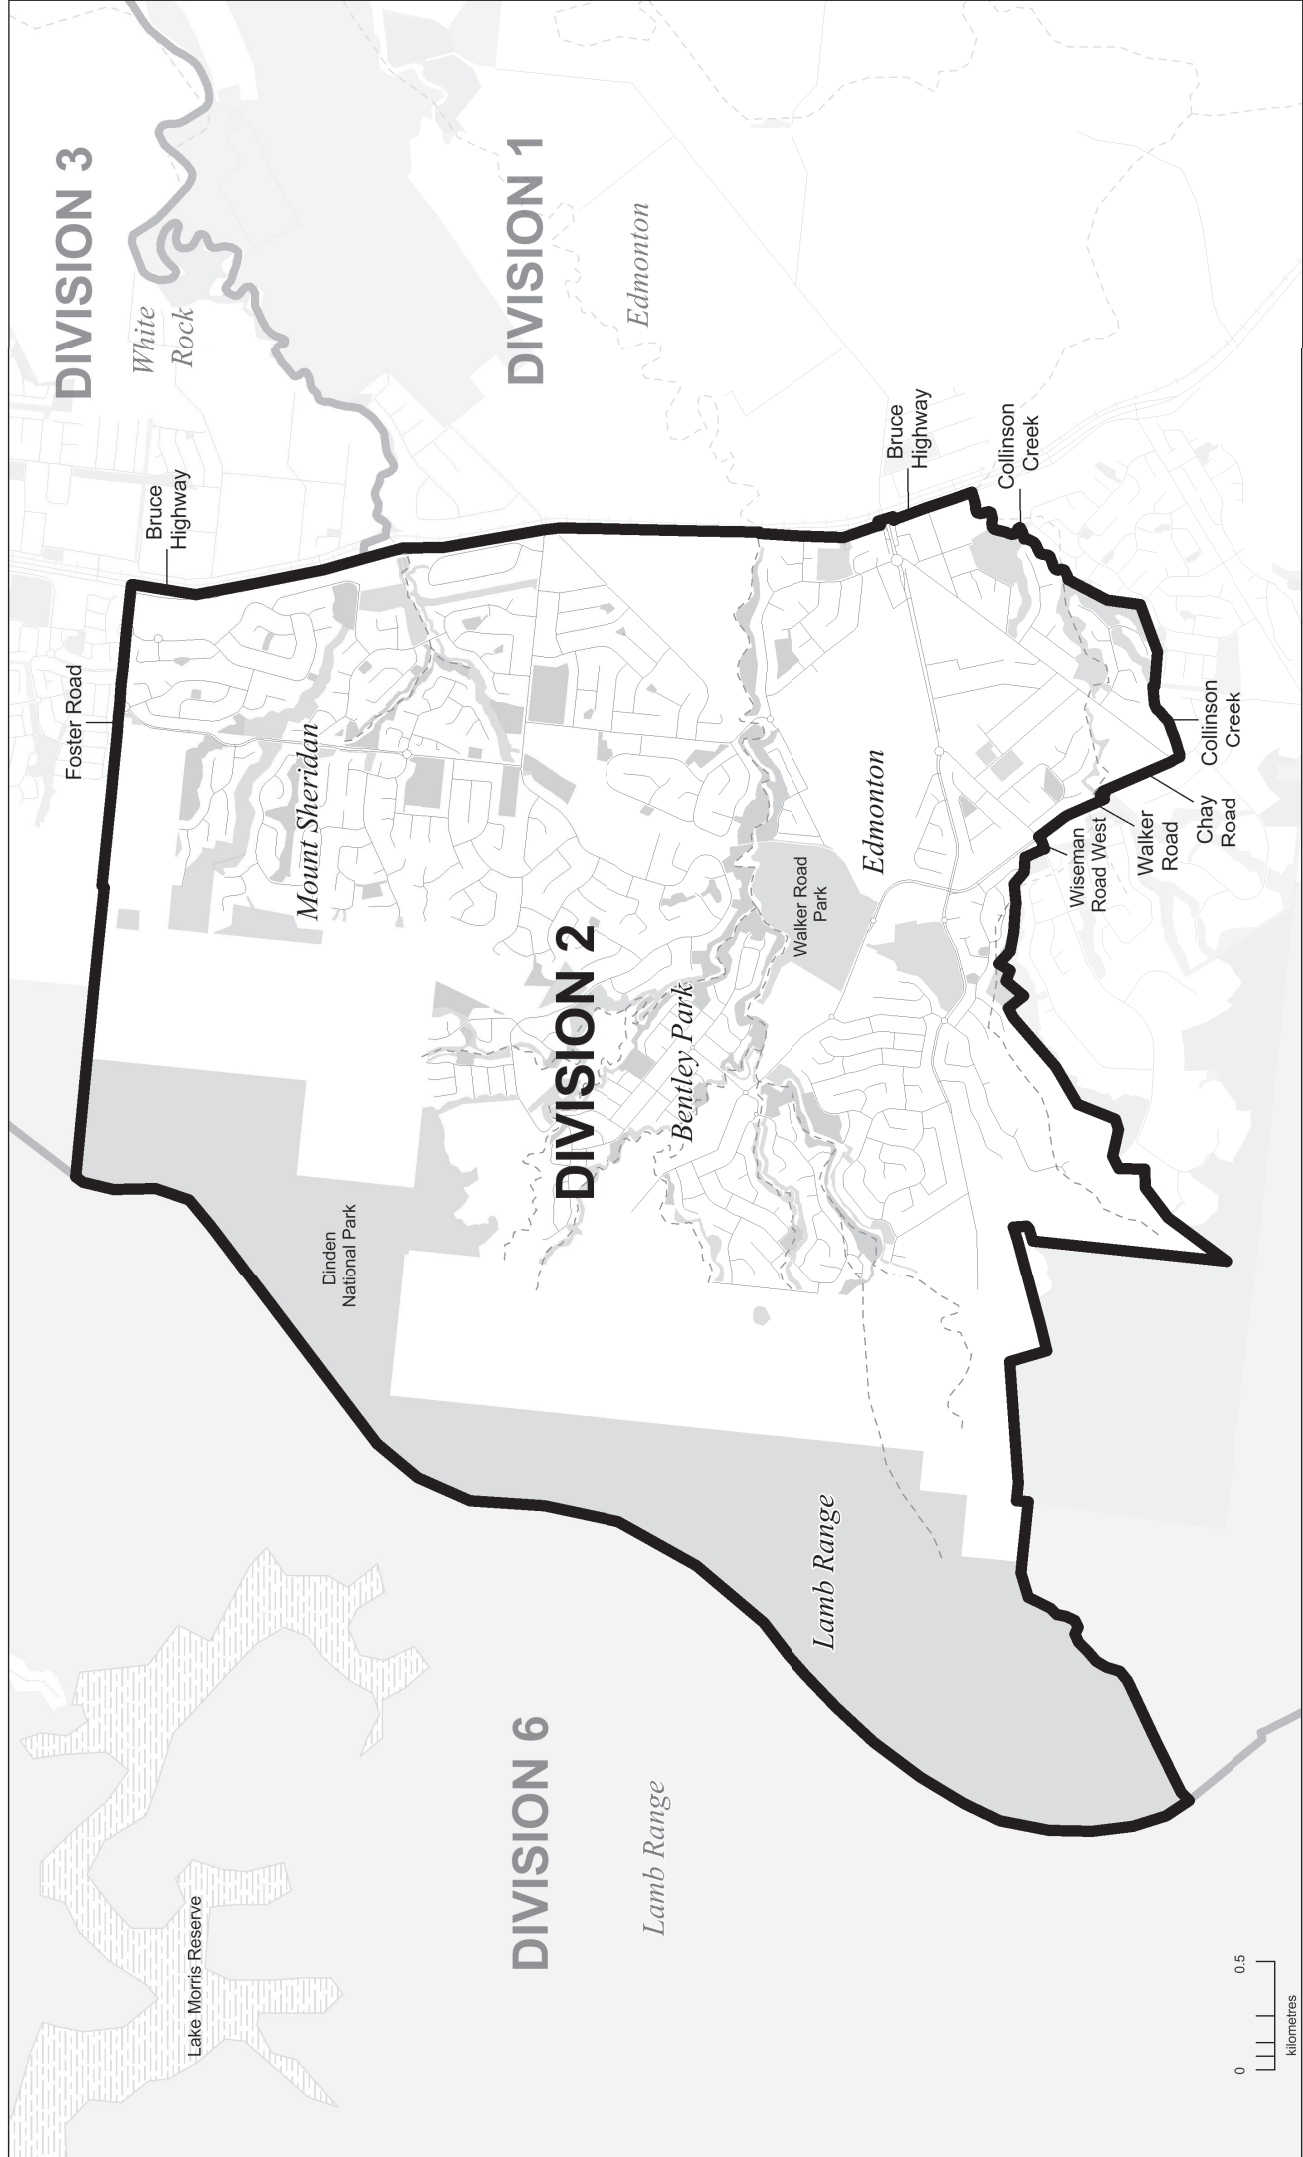 DIVISION 3
White
Rock
DIVISION 1
Edmonton
Bruce
Highway
Bruce
Highway
Collinson
Creek
Foster Road
Mount Sheridan
Collinson
Creek
Chay
Road
Walker
Road
Wiseman
Road West
Edmonton
Walker Road
Park
DIVISION 2
Bentley Park
Dinden
National Park
Lamb Range
DIVISION 6
Lamb Range
Lake Morris Reserve
0 0.5
kilometres